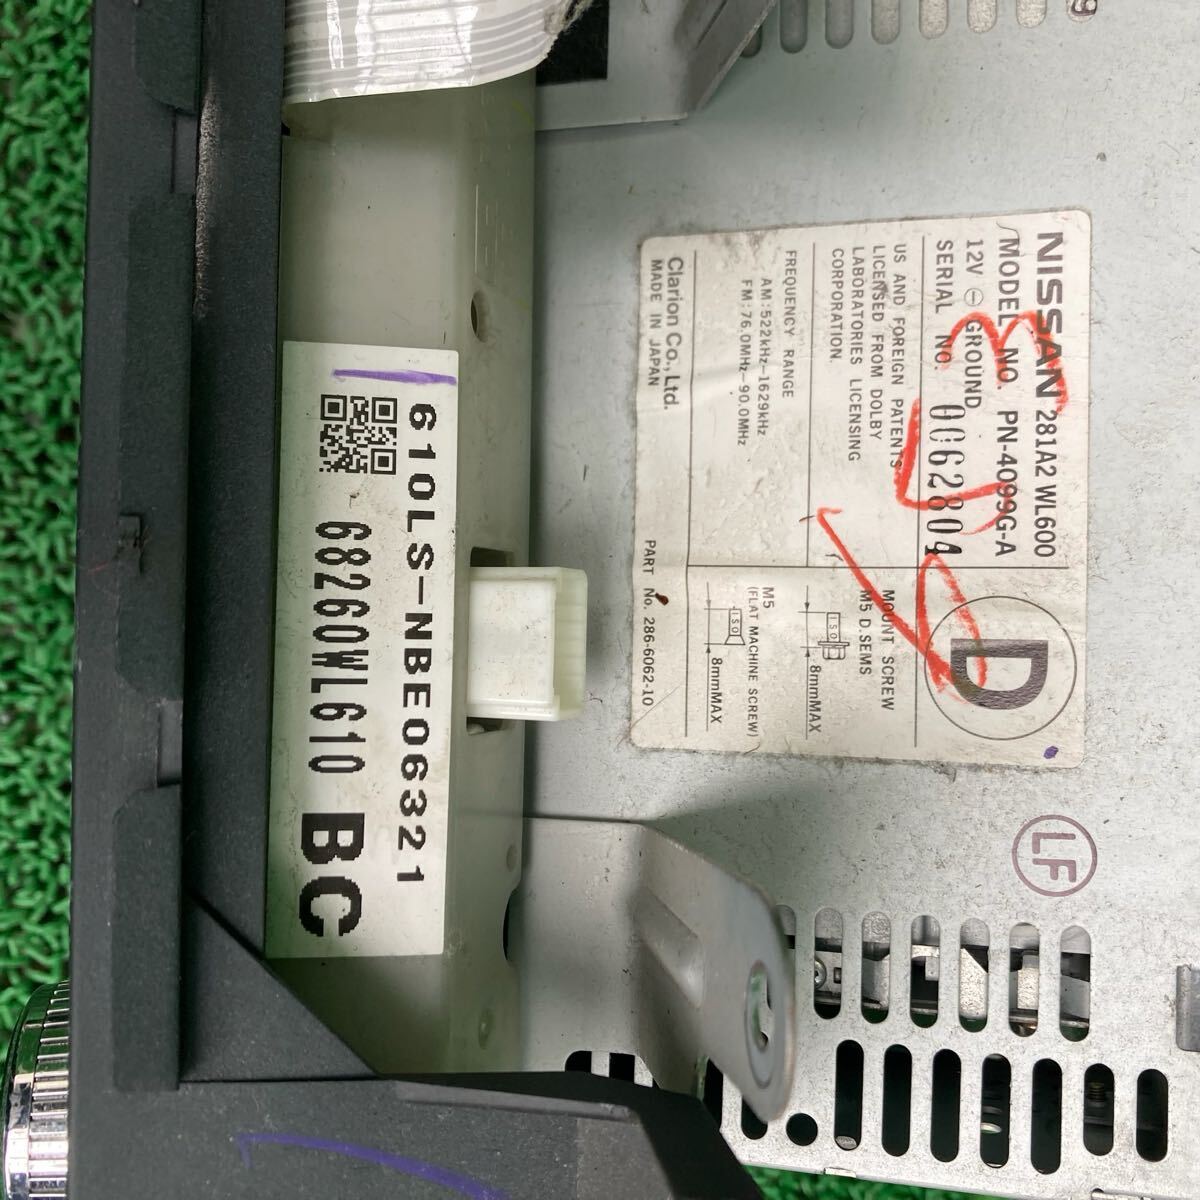 NISSAN 281A2 WL600
MODEL NO. PN-4099G-A
12V ⊖ GROUND
SERIAL NO. 0062804
D
US AND FOREIGN PATENTS
LICENSED FROM DOLBY
LABORATORIES LICENSING
CORPORATION.
MOUNT SCREW
M5 D.SEMS
ISO
8mmMAX
FREQUENCY RANGE
AM:522kHz-1629kHz
FM:76.0MHz-90.0MHz
M5
(FLAT MACHINE SCREW)
ISO
8mmMAX
Clarion Co., Ltd.
MADE IN JAPAN
PART No. 286-6062-10
LF
610LS-NBE06321
68260WL610 BC